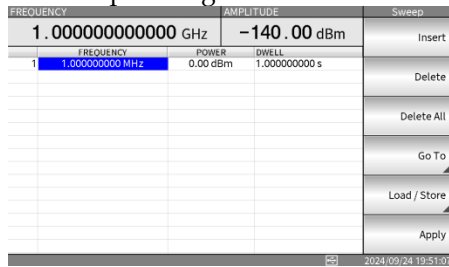 FREQUENCY AMPLITUDE Sweep
1.000000000000 GHz −140.00 dBm
Insert
FREQUENCY POWER DWELL
1 1.000000000 MHz 0.00 dBm 1.000000000 s
Delete
Delete All
Go To
Load / Store
Apply
2024/09/24 19:51:07